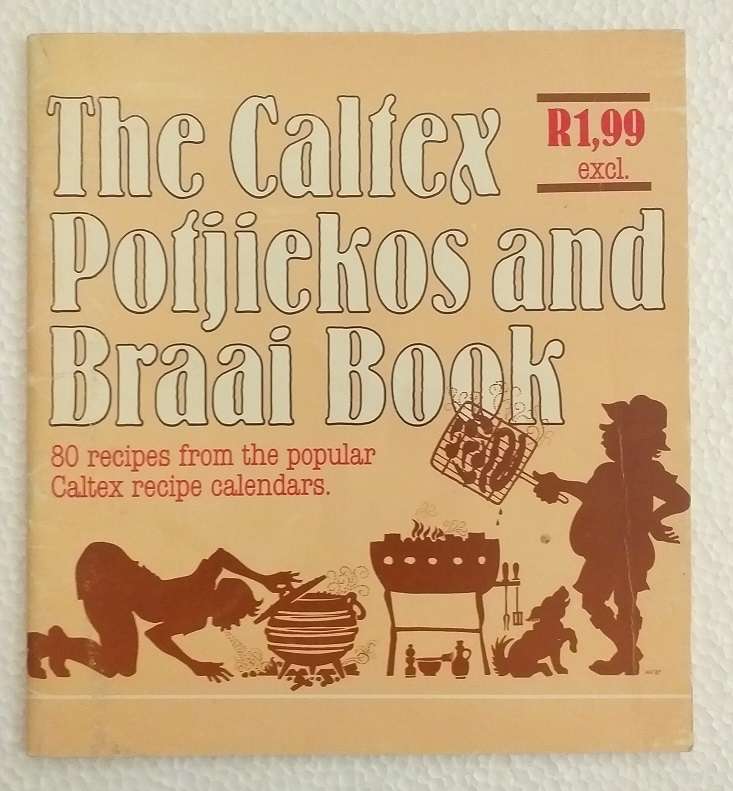 The Caltex
R1,99
excl.
Potjiekos and
Braai Book
80 recipes from the popular
Caltex recipe calendars.